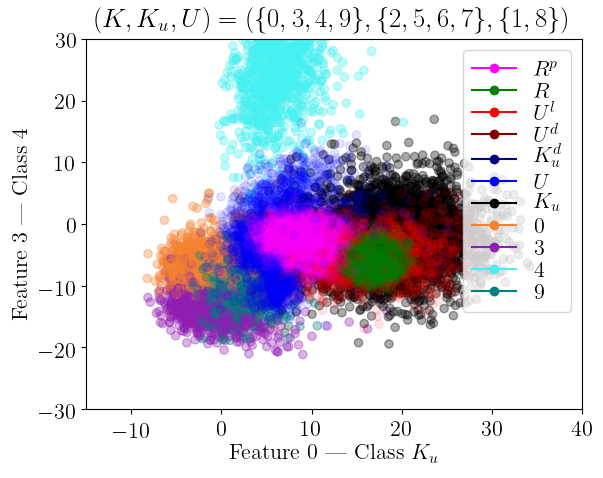 (K, K_u, U) = ({0, 3, 4, 9}, {2, 5, 6, 7}, {1, 8})
30
20
10
0
−10
−20
−30
Feature 3 — Class 4
R^p
R
U^l
U^d
K_u^d
U
K_u
0
3
4
9
−10
0
10
20
30
40
Feature 0 — Class K_u